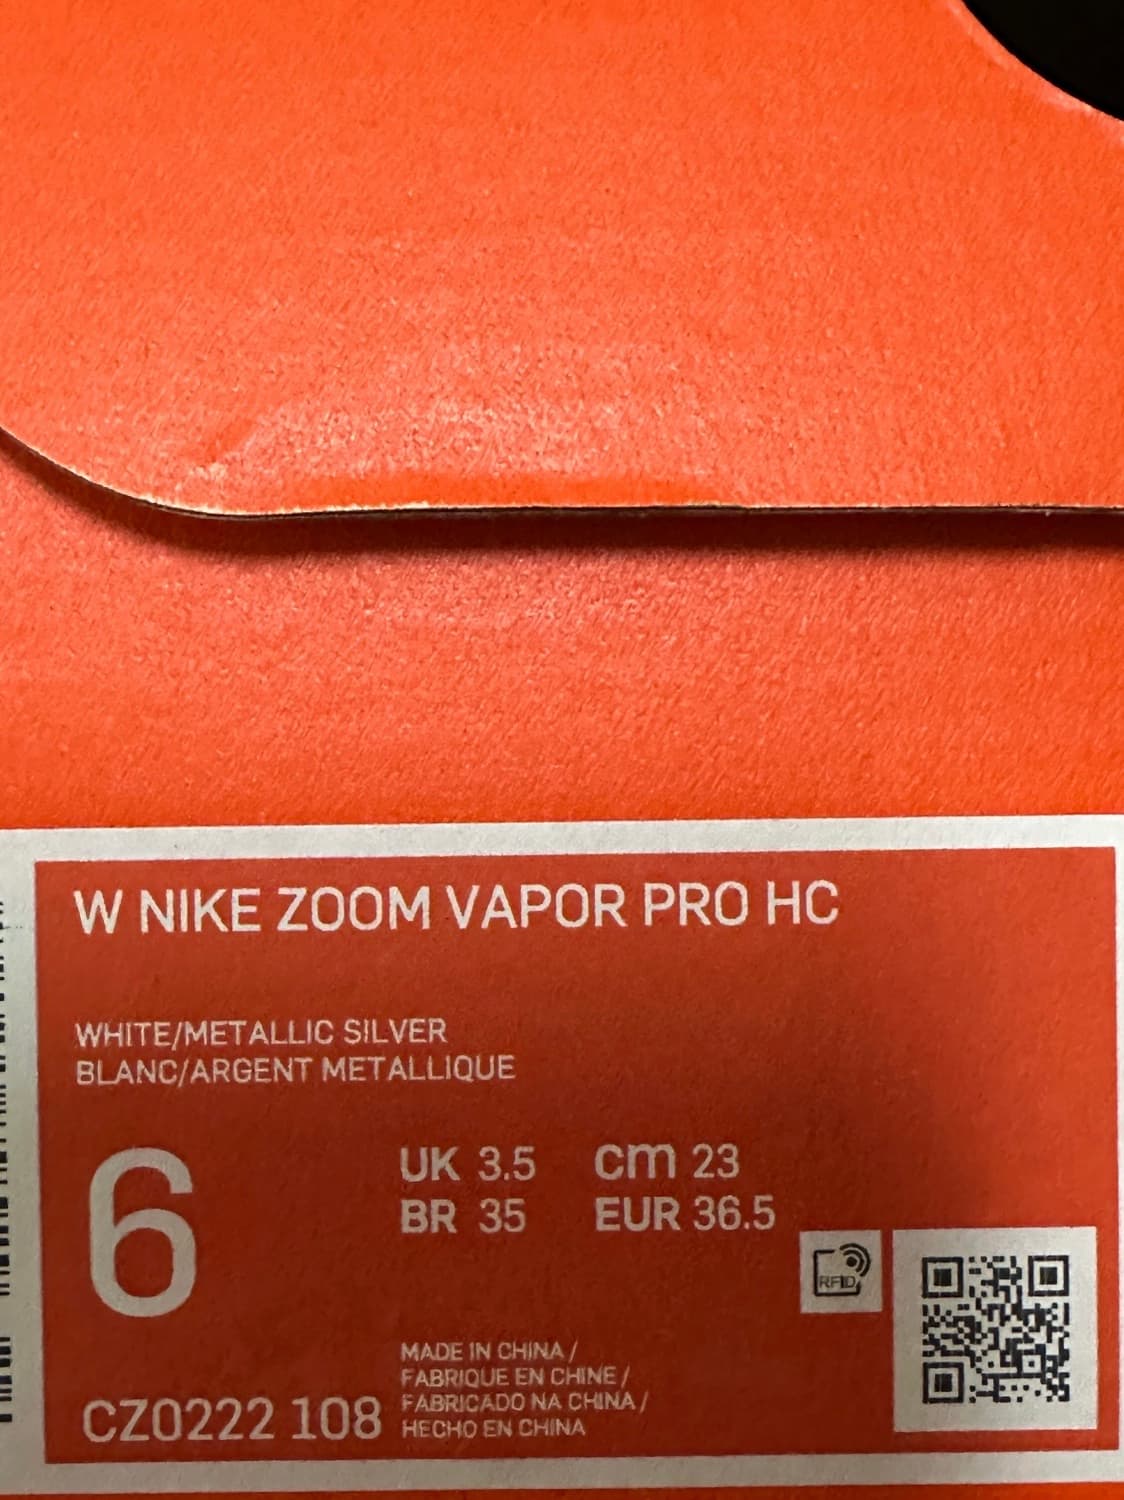 W NIKE ZOOM VAPOR PRO HC
WHITE/METALLIC SILVER
BLANC/ARGENT METALLIQUE
6
UK 3.5 cm 23
BR 35 EUR 36.5
RFID
MADE IN CHINA /
FABRIQUE EN CHINE /
FABRICADO NA CHINA /
HECHO EN CHINA
CZ0222 108